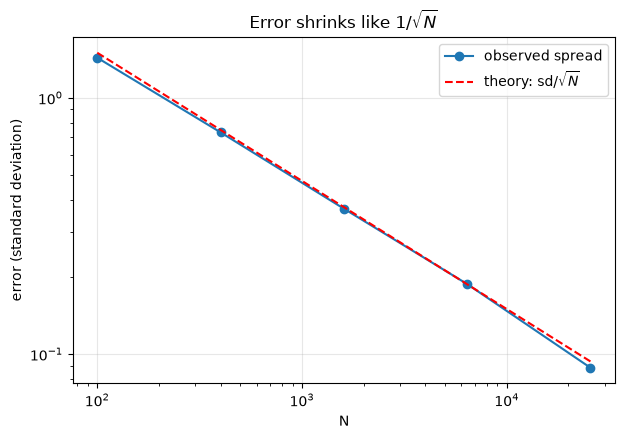 Error shrinks like 1/√N
observed spread
theory: sd/√N
error (standard deviation)
10⁰
10⁻¹
10²
10³
10⁴
N